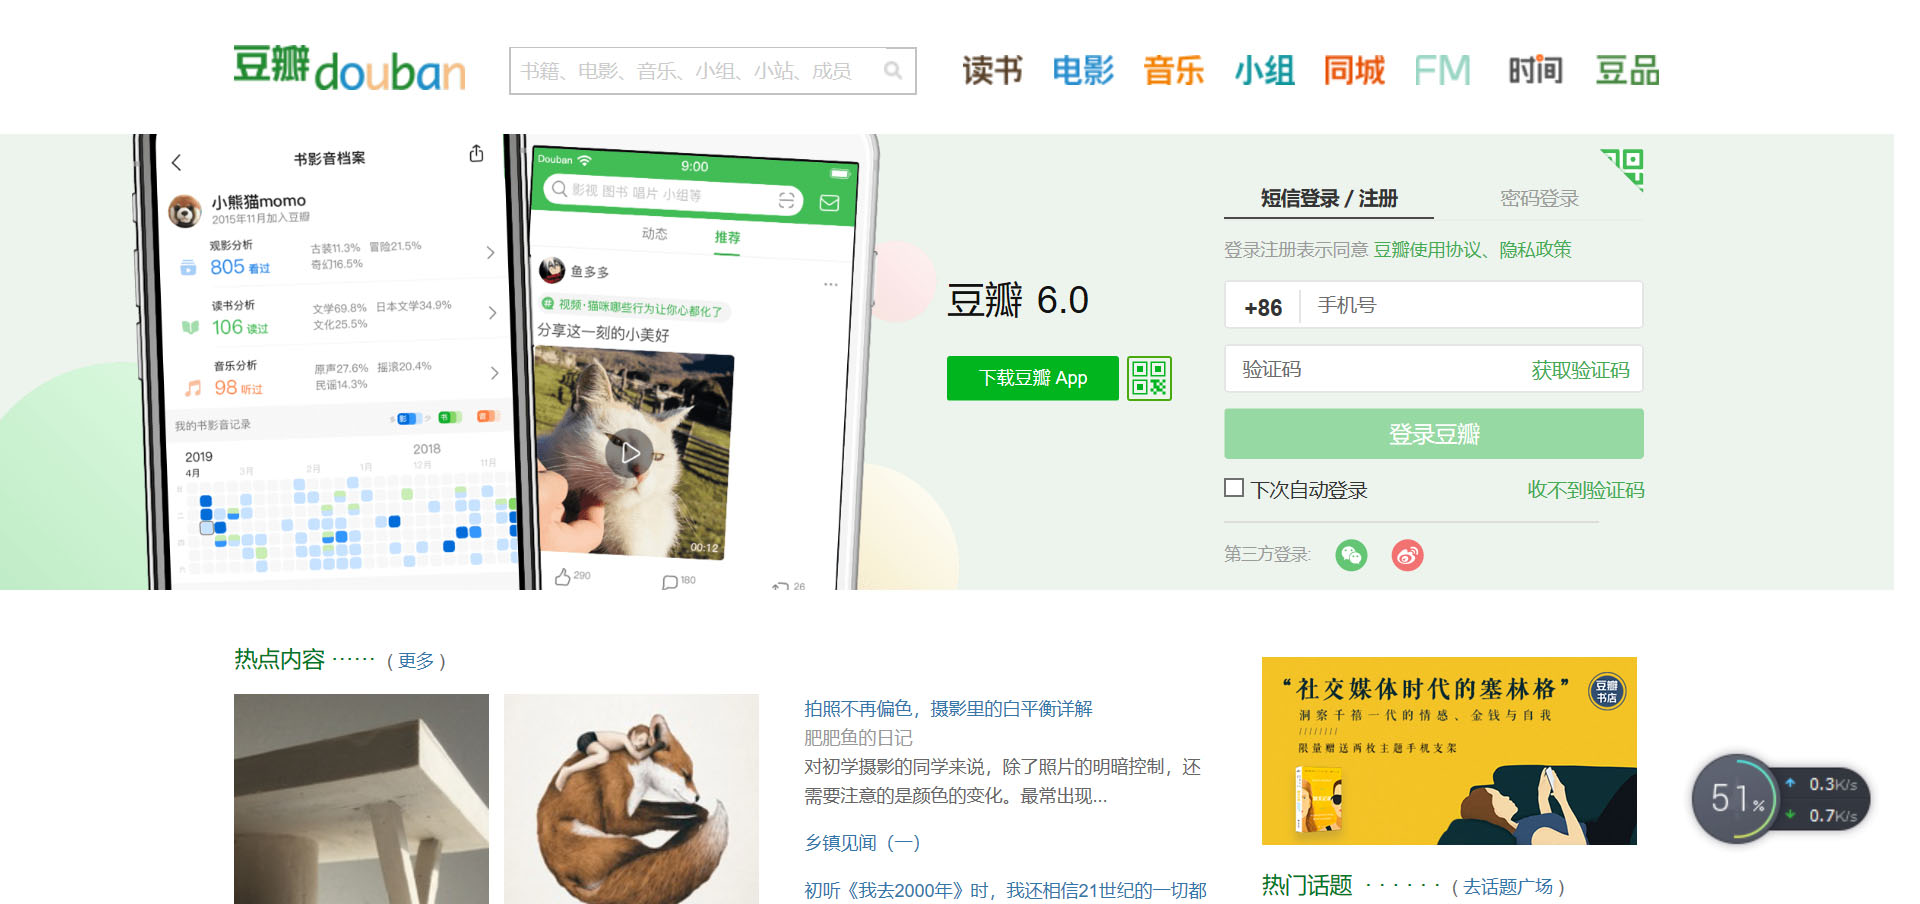 豆瓣douban
书籍、电影、音乐、小组、小站、成员
读书 电影 音乐 小组 同城 FM 时间 豆品
书影音档案
小熊猫momo
2015年11月加入豆瓣
观影分析
805 看过
古装11.3% 冒险21.5%
奇幻16.5%
读书分析
106 读过
文学69.8% 日本文学34.9%
文化25.5%
音乐分析
98 听过
原声27.6% 摇滚20.4%
民谣14.3%
我的书影音记录
多 影 少 书 音
2019
2018
4月 3月 2月 1月 12月 11月
Douban
9:00
影视 图书 唱片 小组等
动态 推荐
鱼多多
# 视频·猫咪哪些行为让你心都化了
分享这一刻的小美好
00:12
290 180 26
豆瓣 6.0
下载豆瓣 App
短信登录 / 注册 密码登录
登录注册表示同意 豆瓣使用协议、隐私政策
+86 手机号
验证码 获取验证码
登录豆瓣
下次自动登录 收不到验证码
第三方登录:
热点内容 ······ ( 更多 )
拍照不再偏色，摄影里的白平衡详解
肥肥鱼的日记
对初学摄影的同学来说，除了照片的明暗控制，还
需要注意的是颜色的变化。最常出现...
乡镇见闻（一）
初听《我去2000年》时，我还相信21世纪的一切都
“社交媒体时代的塞林格”
豆瓣
书店
洞察千禧一代的情感、金钱与自我
////////
限量赠送两枚主题手机支架
热门话题 · · · · · · ( 去话题广场 )
51%
0.3K/s
0.7K/s